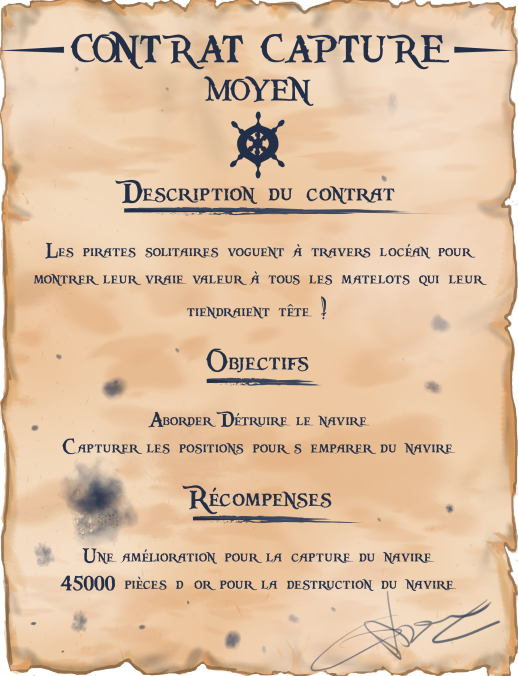 CONTRAT CAPTURE
MOYEN
Description du contrat
Les pirates solitaires voguent à travers locéan pour
montrer leur vraie valeur à tous les matelots qui leur
tiendraient tête !
Objectifs
Aborder Détruire le navire
Capturer les positions pour s emparer du navire
Récompenses
Une amélioration pour la capture du navire
45000 pièces d or pour la destruction du navire